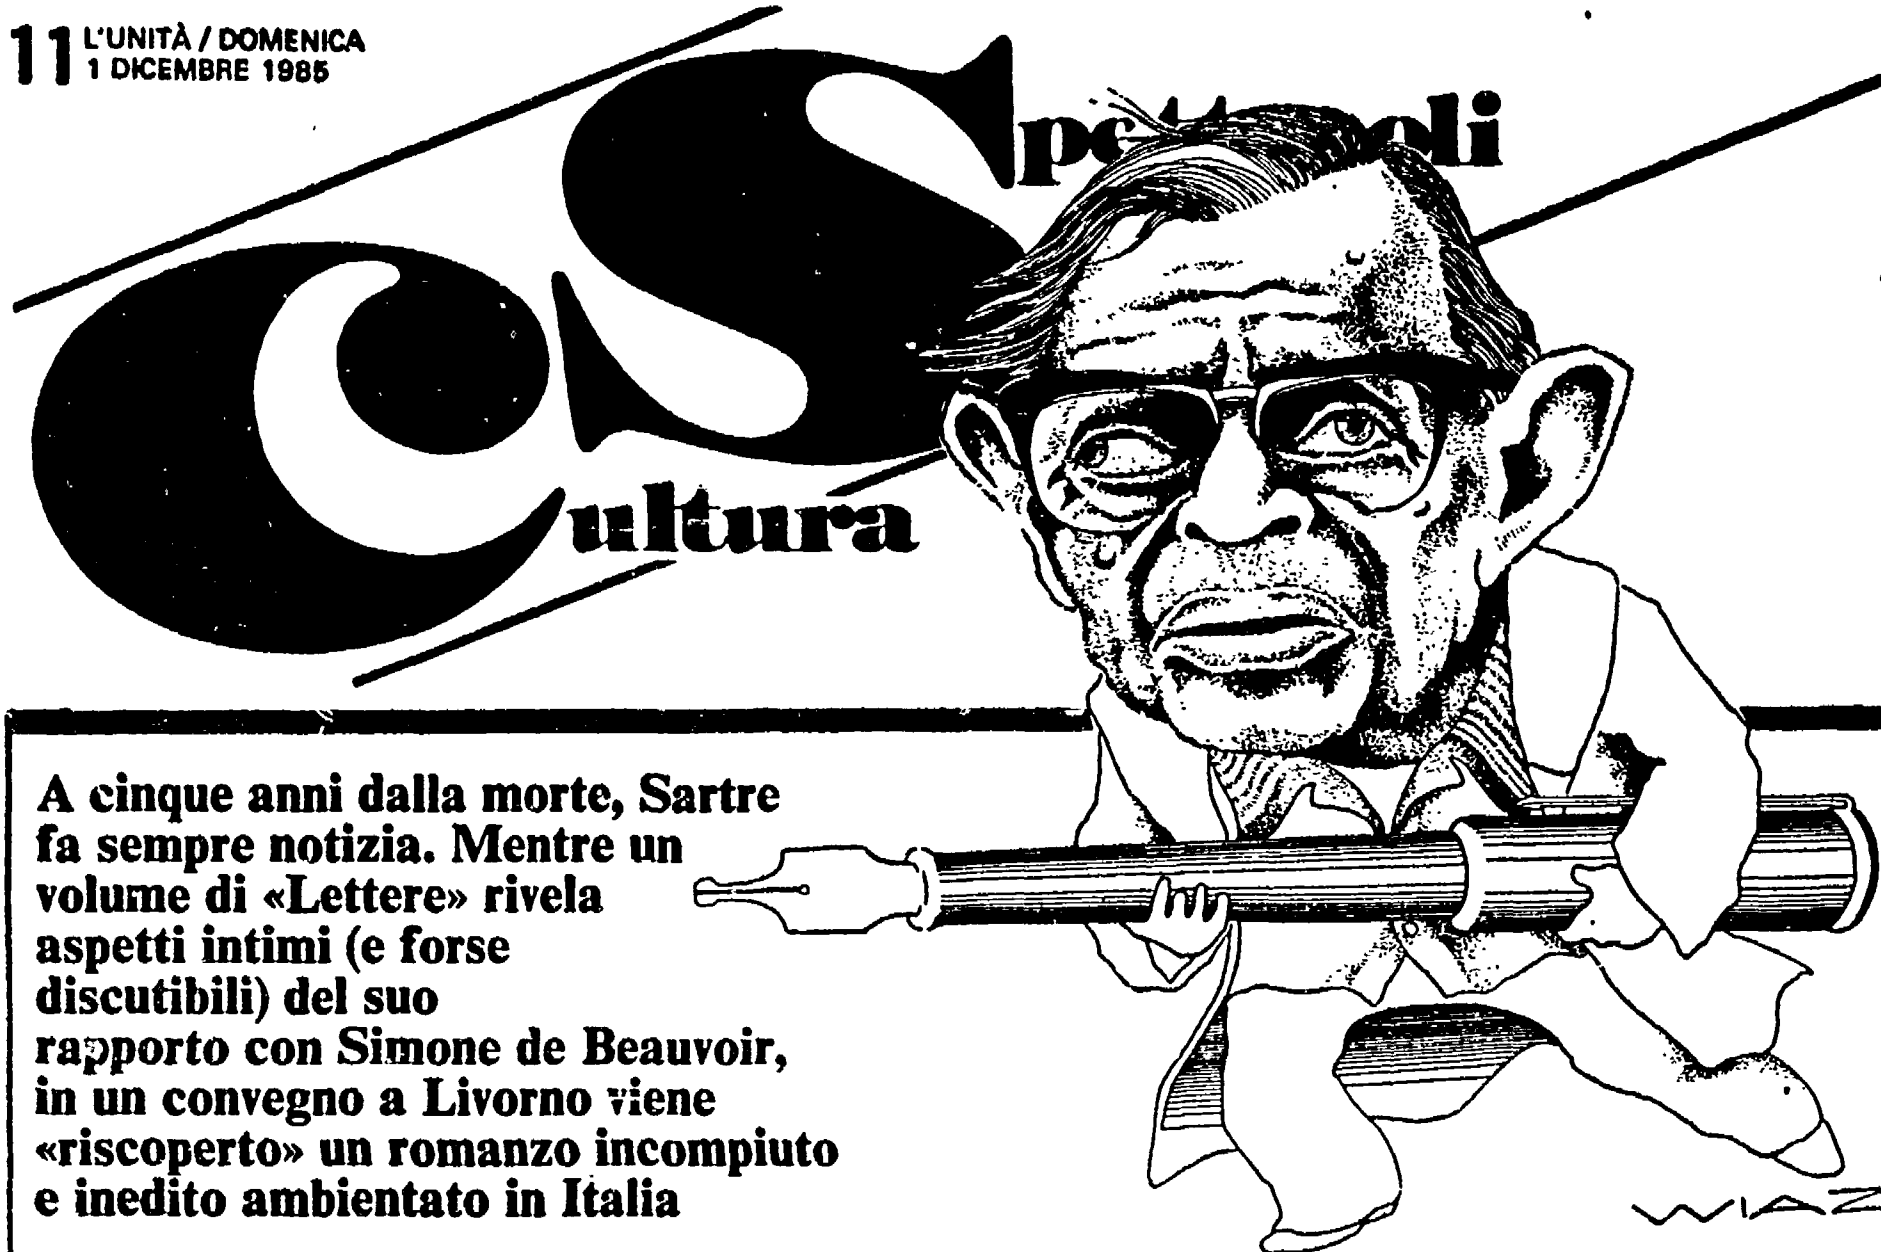 11 L'UNITÀ / DOMENICA
1 DICEMBRE 1985
Spettacoli
Cultura
A cinque anni dalla morte, Sartre
fa sempre notizia. Mentre un
volume di «Lettere» rivela
aspetti intimi (e forse
discutibili) del suo
rapporto con Simone de Beauvoir,
in un convegno a Livorno viene
«riscoperto» un romanzo incompiuto
e inedito ambientato in Italia
WIAZ